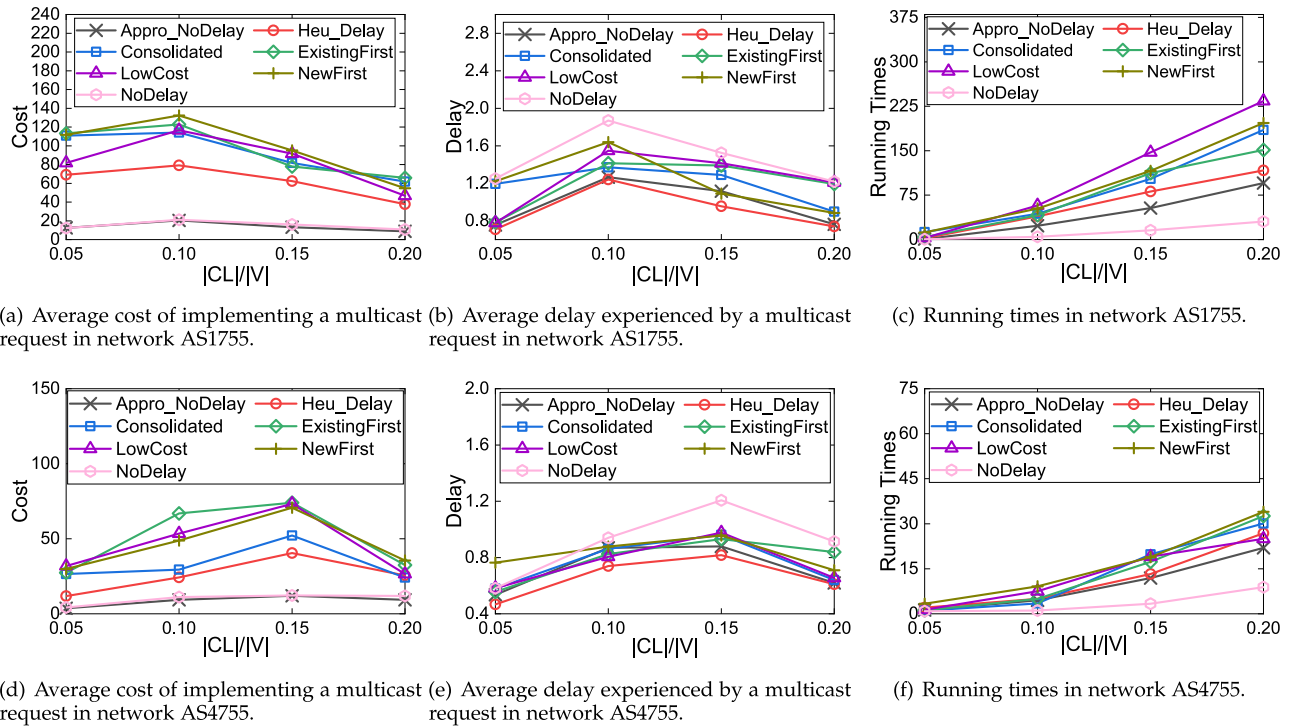 240
220
200
180
160
140
120
100
80
60
40
20
0
Cost
Appro_NoDelay
Heu_Delay
Consolidated
ExistingFirst
LowCost
NewFirst
NoDelay
0.05 0.10 0.15 0.20
|CL|/|V|
(a) Average cost of implementing a multicast
request in network AS1755.
2.8
2.4
2.0
1.6
1.2
0.8
Delay
Appro_NoDelay
Heu_Delay
Consolidated
ExistingFirst
LowCost
NewFirst
NoDelay
0.05 0.10 0.15 0.20
|CL|/|V|
(b) Average delay experienced by a multicast
request in network AS1755.
375
300
225
150
75
0
Running Times
Appro_NoDelay
Heu_Delay
Consolidated
ExistingFirst
LowCost
NewFirst
NoDelay
0.05 0.10 0.15 0.20
|CL|/|V|
(c) Running times in network AS1755.
150
100
50
0
Cost
Appro_NoDelay
Heu_Delay
Consolidated
ExistingFirst
LowCost
NewFirst
NoDelay
0.05 0.10 0.15 0.20
|CL|/|V|
(d) Average cost of implementing a multicast
request in network AS4755.
2.0
1.6
1.2
0.8
0.4
Delay
Appro_NoDelay
Heu_Delay
Consolidated
ExistingFirst
LowCost
NewFirst
NoDelay
0.05 0.10 0.15 0.20
|CL|/|V|
(e) Average delay experienced by a multicast
request in network AS4755.
75
60
45
30
15
0
Running Times
Appro_NoDelay
Heu_Delay
Consolidated
ExistingFirst
LowCost
NewFirst
NoDelay
0.05 0.10 0.15 0.20
|CL|/|V|
(f) Running times in network AS4755.